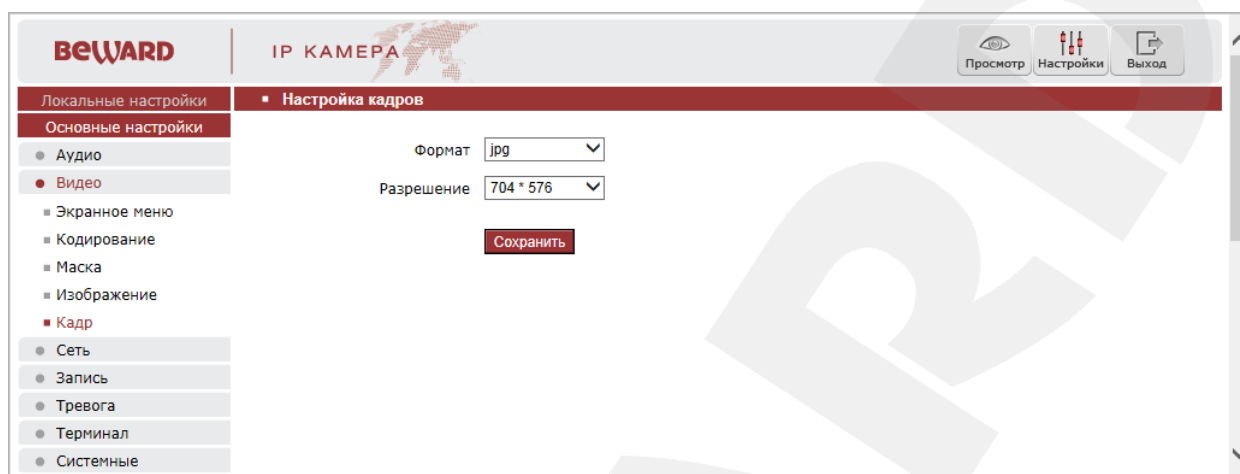 BEWARD
IP КАМЕРА
Просмотр
Настройки
Выход
Локальные настройки
Основные настройки
Аудио
Видео
Экранное меню
Кодирование
Маска
Изображение
Кадр
Сеть
Запись
Тревога
Терминал
Системные
Настройка кадров
Формат jpg
Разрешение 704 * 576
Сохранить